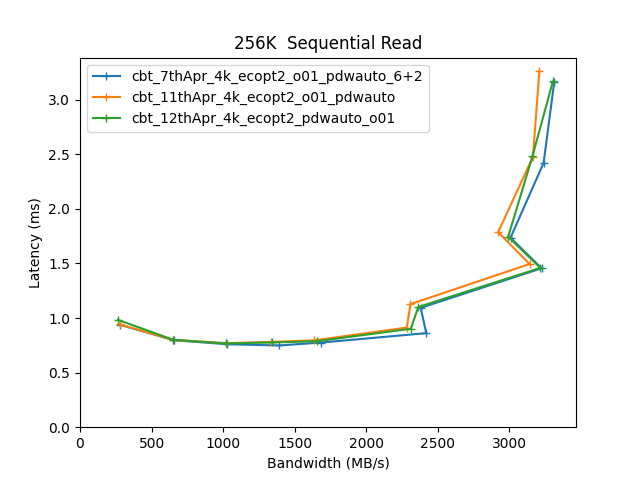 256K  Sequential Read
cbt_7thApr_4k_ecopt2_o01_pdwauto_6+2
cbt_11thApr_4k_ecopt2_o01_pdwauto
cbt_12thApr_4k_ecopt2_pdwauto_o01
Latency (ms)
3.0
2.5
2.0
1.5
1.0
0.5
0.0
0 500 1000 1500 2000 2500 3000
Bandwidth (MB/s)